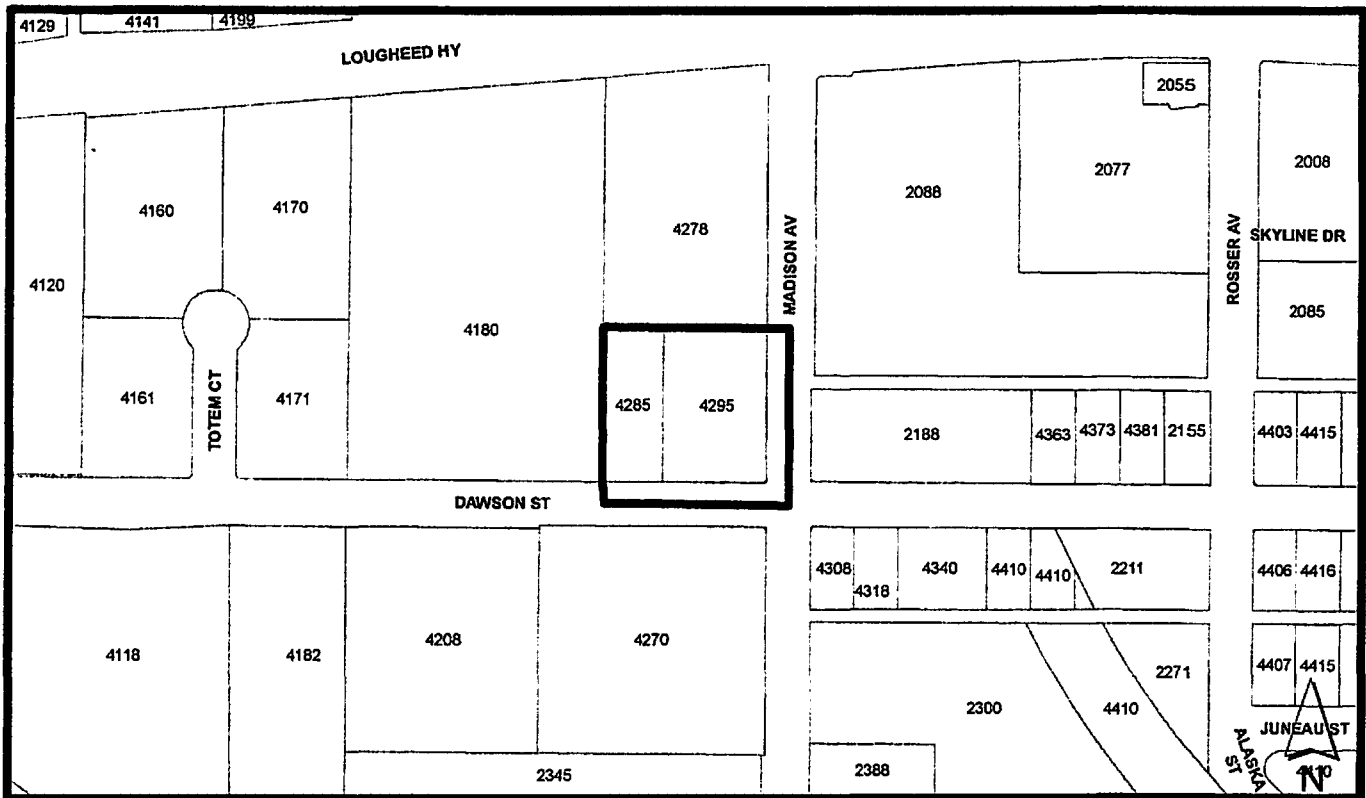 4129 4141 4199
LOUGHEED HY
2055
2008
2077
2088
4160 4170
4278
MADISON AV
ROSSER AV
SKYLINE DR
4120
4180
2085
TOTEM CT
4161 4171
4285 4295
2188 4363 4373 4381 2155 4403 4415
DAWSON ST
4308 4318 4340 4410 4410 2211 4406 4416
4118 4182 4208 4270
4407 4415
2271
2300 4410
JUNEAU ST
ALASKA ST
2345
2388
4110
N